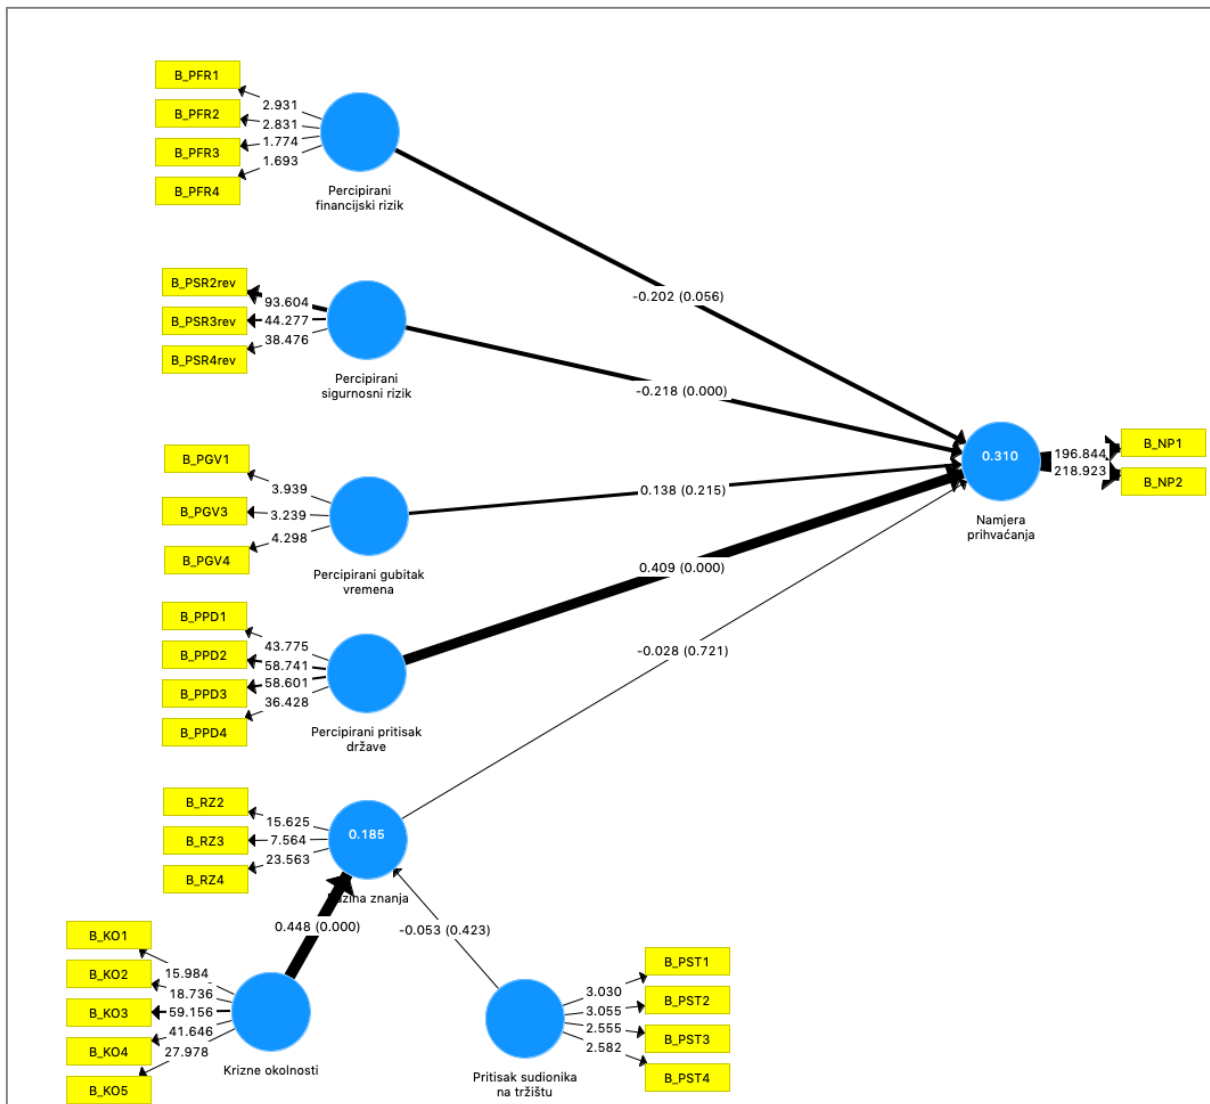 B_PFR1
B_PFR2
B_PFR3
B_PFR4
2.931
2.831
1.774
1.693
Percipirani
financijski rizik
-0.202 (0.056)
B_PSR2rev
B_PSR3rev
B_PSR4rev
93.604
44.277
38.476
Percipirani
sigurnosni rizik
-0.218 (0.000)
B_PGV1
B_PGV3
B_PGV4
3.939
3.239
4.298
Percipirani gubitak
vremena
0.138 (0.215)
0.310
Namjera
prihvaćanja
196.844
218.923
B_NP1
B_NP2
B_PPD1
B_PPD2
B_PPD3
B_PPD4
43.775
58.741
58.601
36.428
Percipirani pritisak
države
0.409 (0.000)
-0.028 (0.721)
B_RZ2
B_RZ3
B_RZ4
15.625
7.564
23.563
0.185
znanja
0.448 (0.000)
-0.053 (0.423)
B_KO1
B_KO2
B_KO3
B_KO4
B_KO5
15.984
18.736
59.156
41.646
27.978
Krizne okolnosti
Pritisak sudionika
na tržištu
3.030
3.055
2.555
2.582
B_PST1
B_PST2
B_PST3
B_PST4